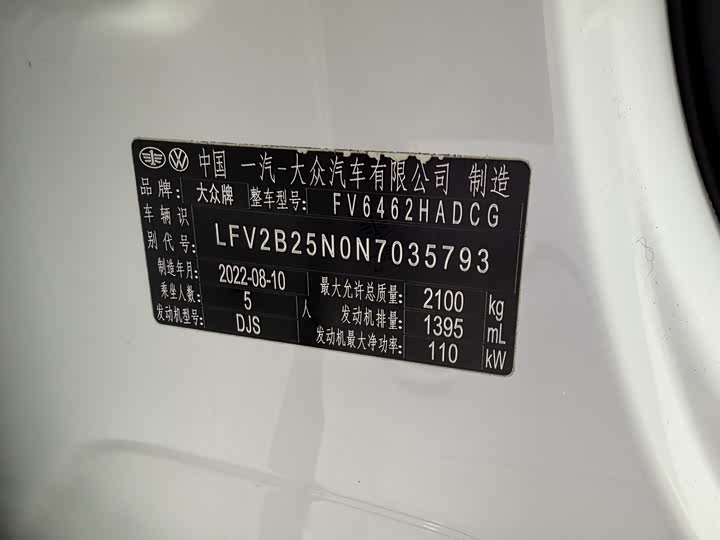 中国 一汽-大众汽车有限公司 制造
品牌: 大众牌 整车型号: FV6462HADCG
车辆识别代号: LFV2B25N0N7035793
制造年月: 2022-08-10 最大允许总质量: 2100 kg
乘坐人数: 5 人 发动机排量: 1395 mL
发动机型号: DJS 发动机最大净功率: 110 kW